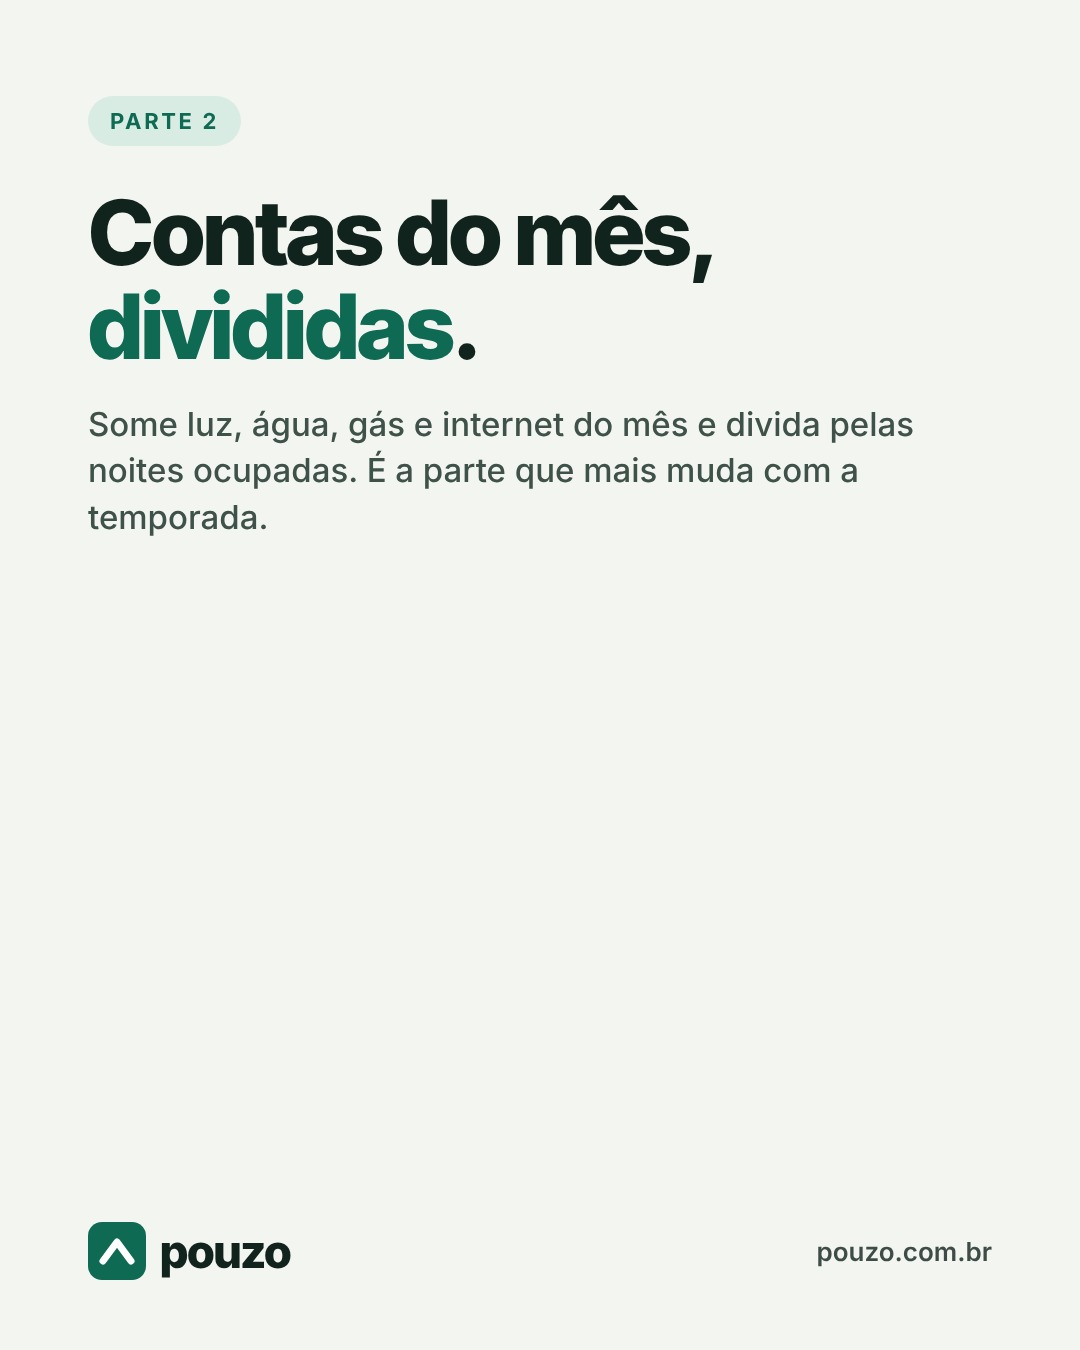 PARTE 2
Contas do mês,
divididas.
Some luz, água, gás e internet do mês e divida pelas
noites ocupadas. É a parte que mais muda com a
temporada.
pouzo
pouzo.com.br